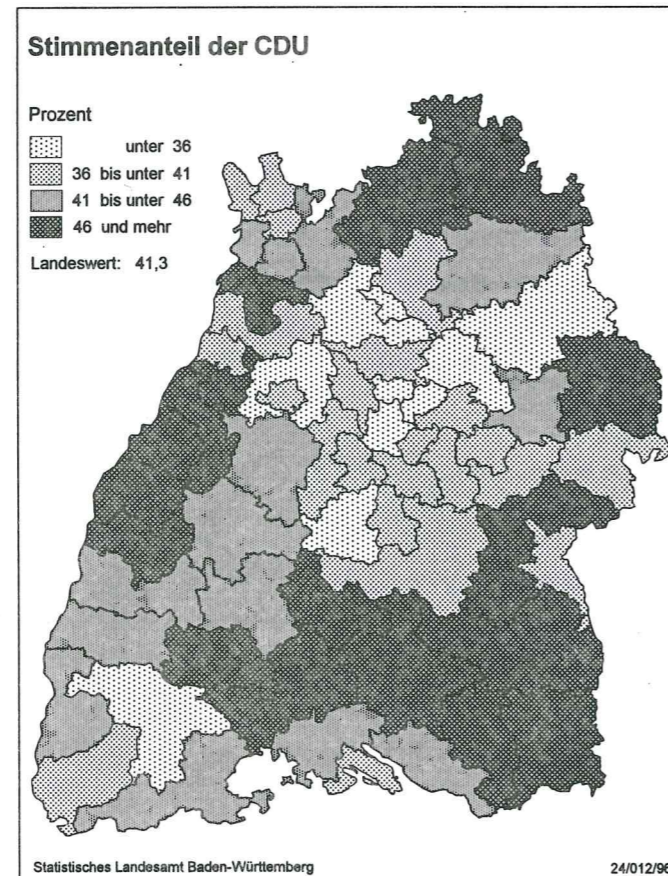 Stimmenanteil der CDU
Prozent
unter 36
36 bis unter 41
41 bis unter 46
46 und mehr
Landeswert: 41,3
Statistisches Landesamt Baden-Württemberg
24/012/96